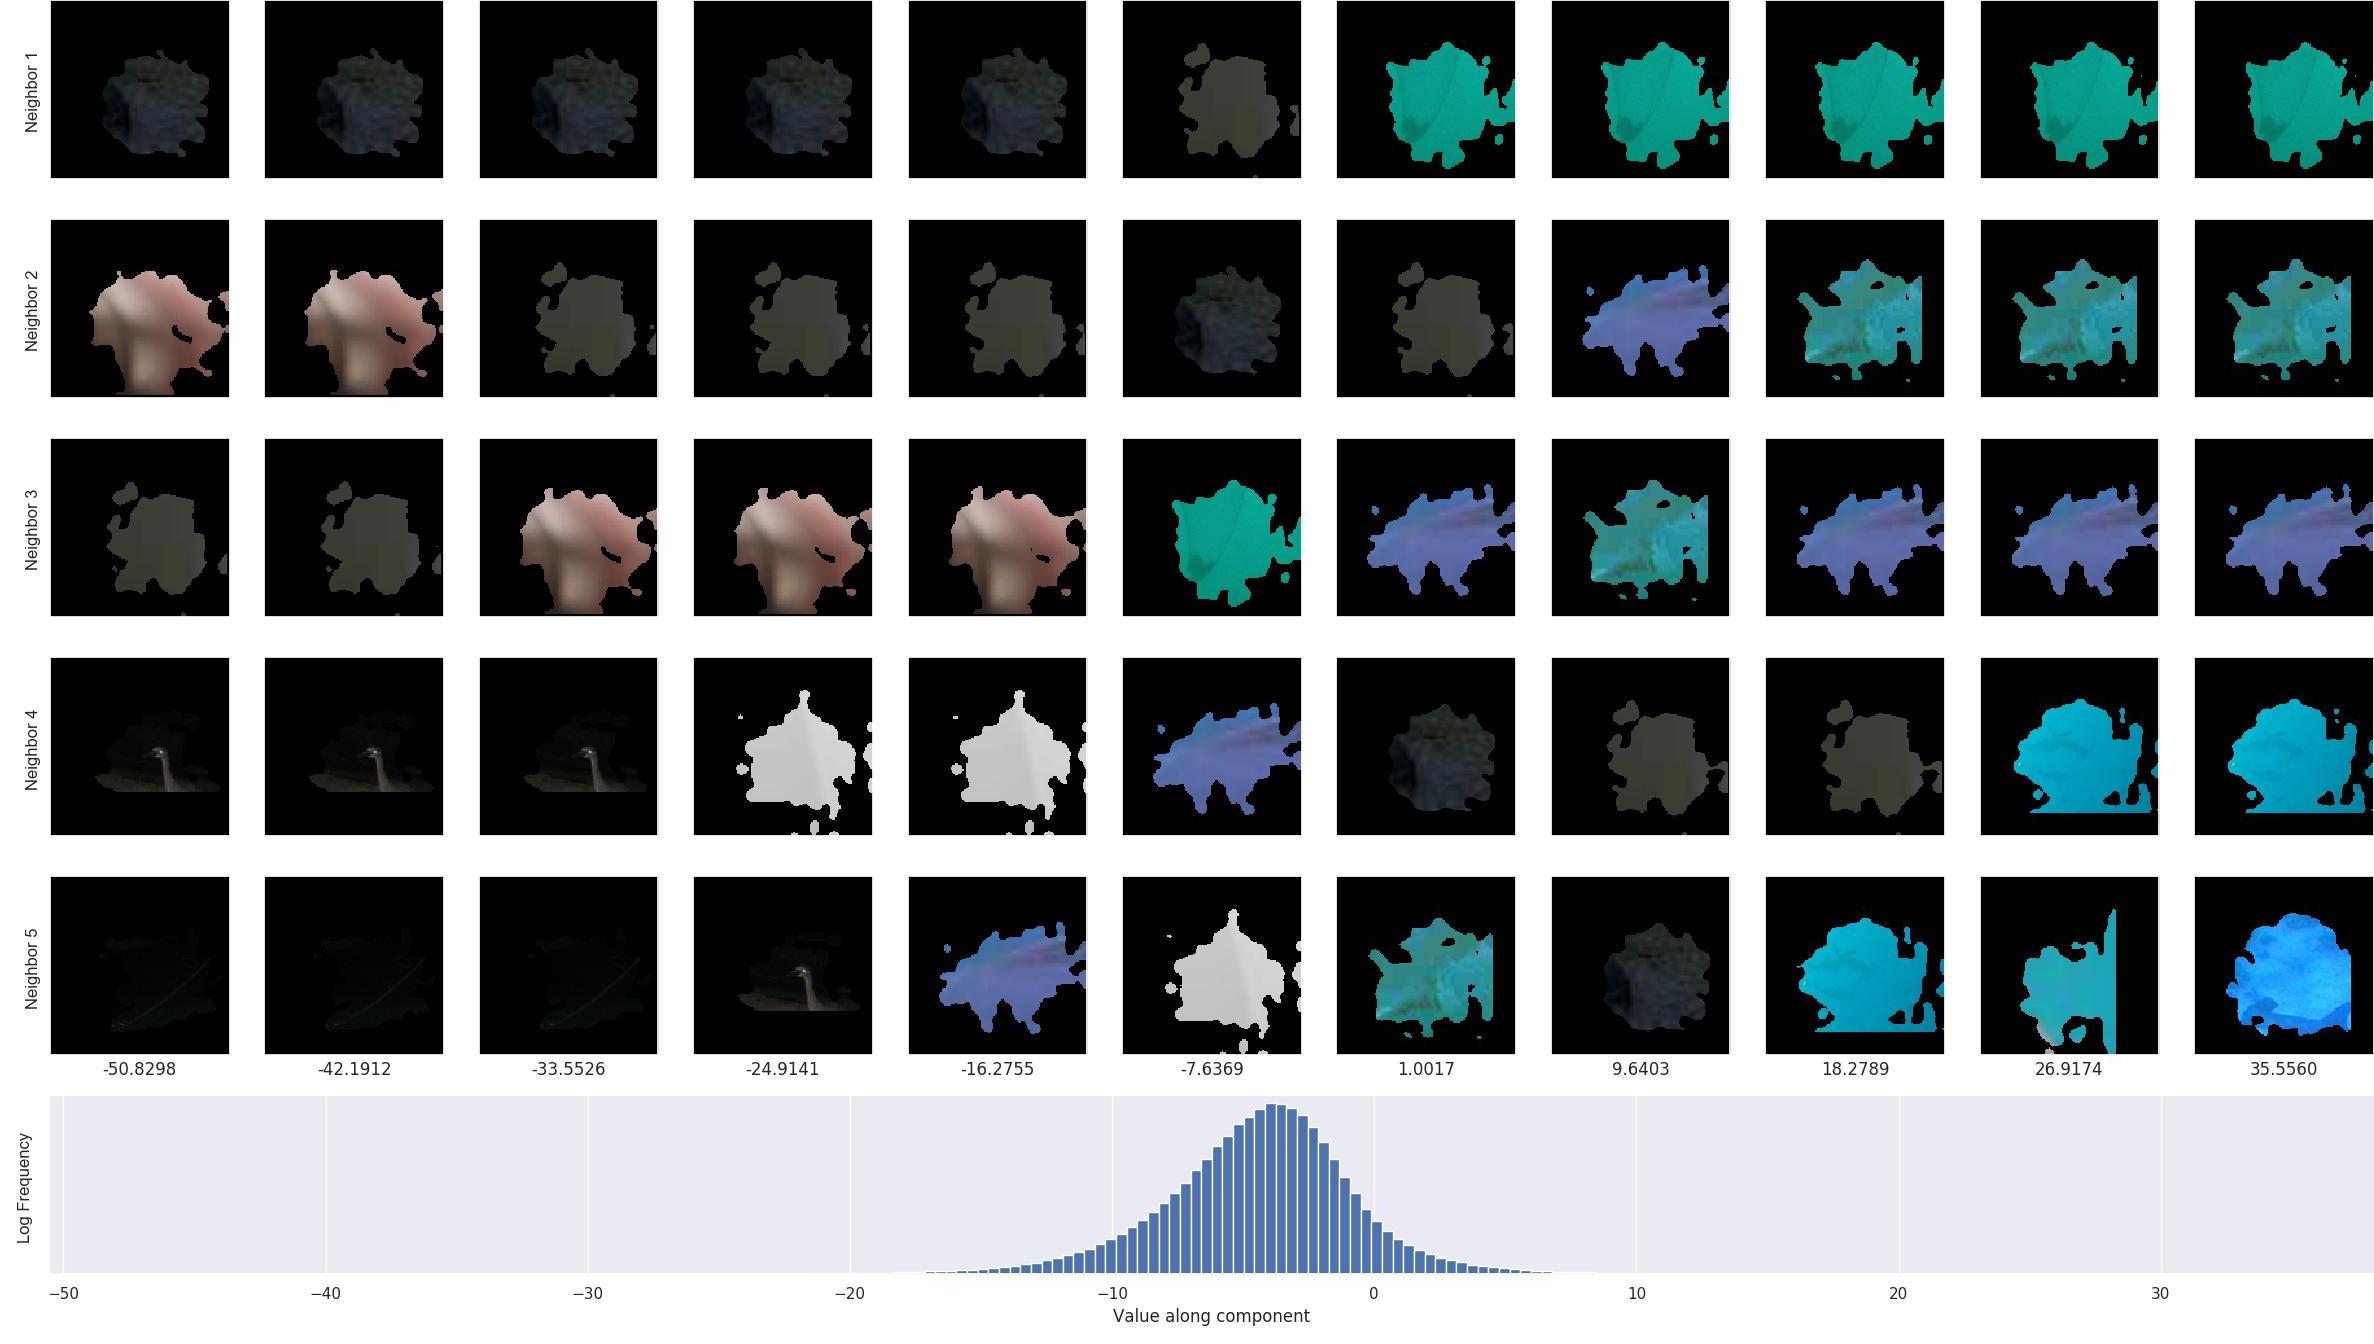 Neighbor 1
Neighbor 2
Neighbor 3
Neighbor 4
Neighbor 5
-50.8298 -42.1912 -33.5526 -24.9141 -16.2755 -7.6369 1.0017 9.6403 18.2789 26.9174 35.5560
Log Frequency
−50 −40 −30 −20 −10 0 10 20 30
Value along component